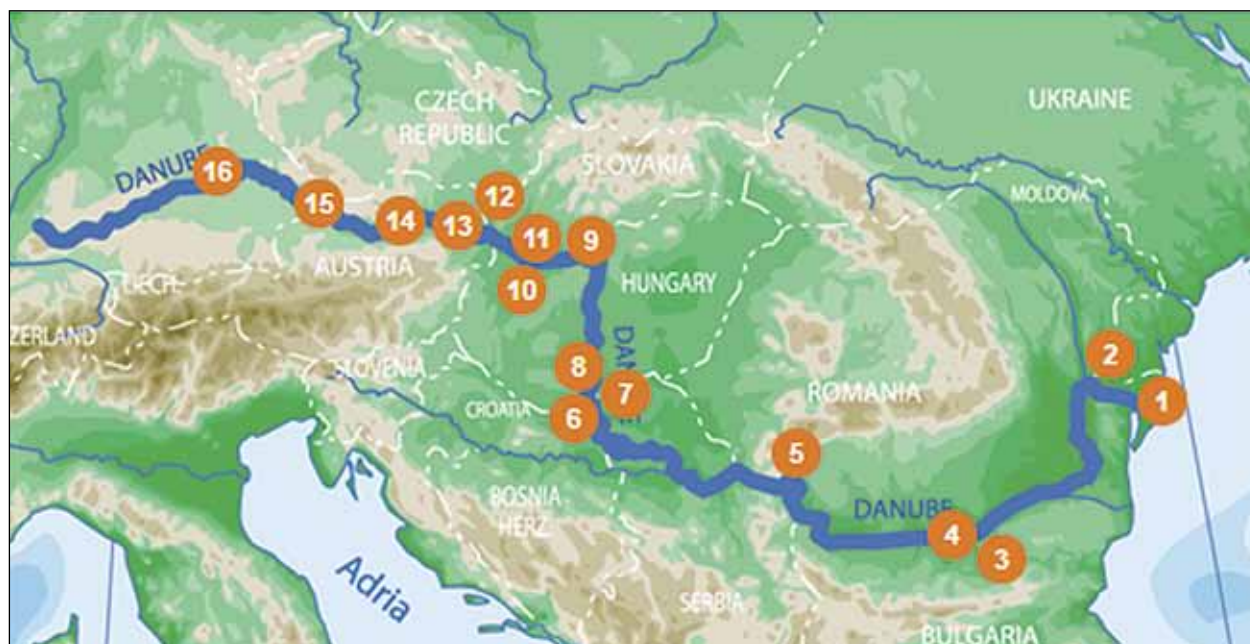 CZECH
REPUBLIC
UKRAINE
SLOVAKIA
DANUBE
16
15
14
13
12
11
9
10
MOLDOVA
AUSTRIA
LIECH.
HUNGARY
ZERLAND
SLOVENIA
8
7
6
CROATIA
2
1
ROMANIA
5
BOSNIA
HERZ.
DANUBE
4
3
Adria
SERBIA
BULGARIA